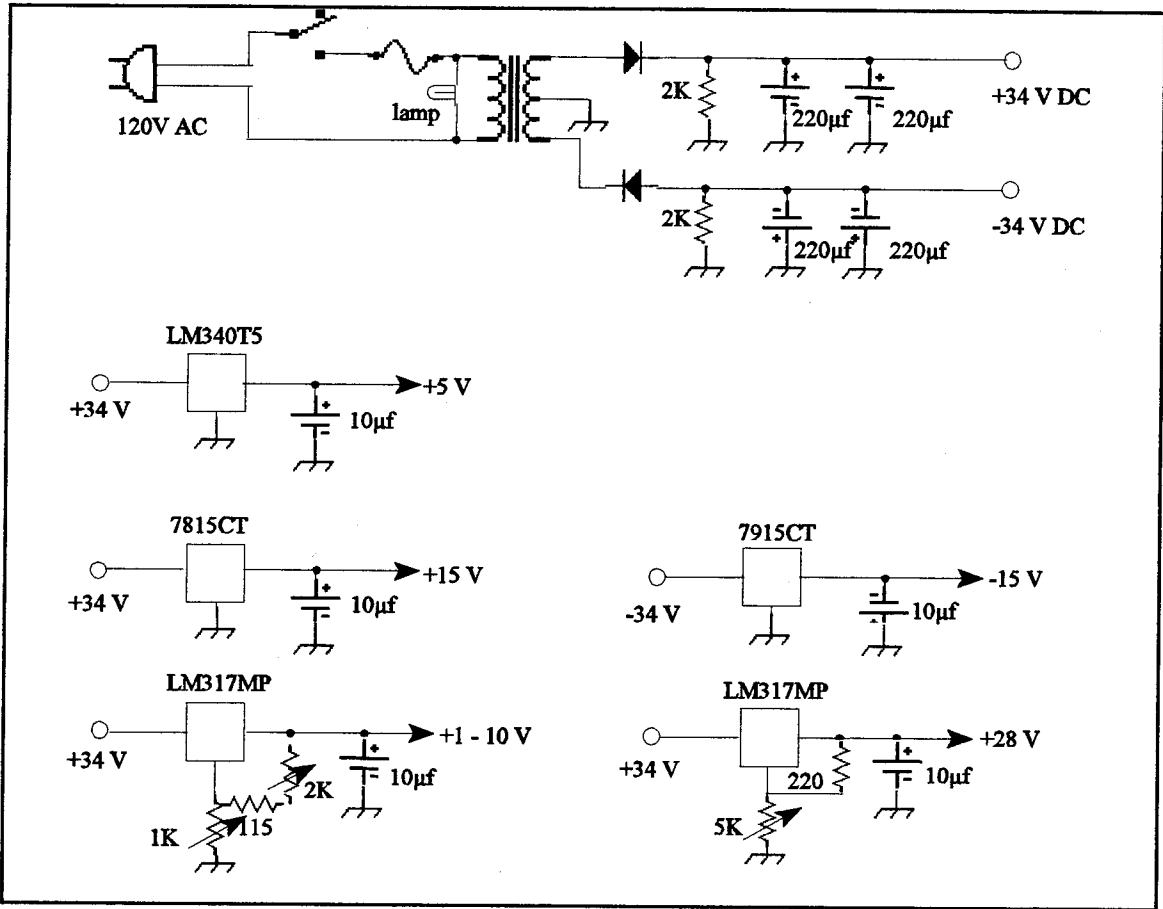 120V AC
lamp
2K
220µf
220µf
+34 V DC
2K
220µf
220µf
-34 V DC
LM340T5
+34 V
10µf
+5 V
7815CT
+34 V
10µf
+15 V
7915CT
-34 V
10µf
-15 V
LM317MP
+34 V
1K
115
2K
10µf
+1 - 10 V
LM317MP
+34 V
5K
220
10µf
+28 V